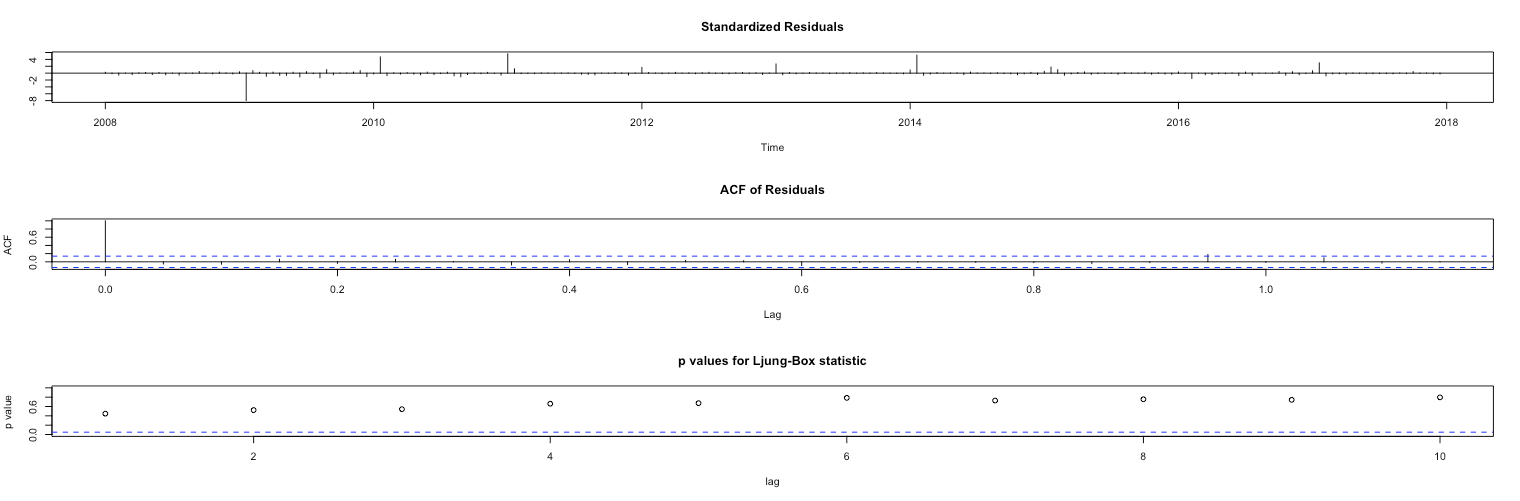 Standardized Residuals
4
-2
-8
2008 2010 2012 2014 2016 2018
Time
ACF of Residuals
ACF
0.6
0.0
0.0 0.2 0.4 0.6 0.8 1.0
Lag
p values for Ljung-Box statistic
p value
0.6
0.0
2 4 6 8 10
lag